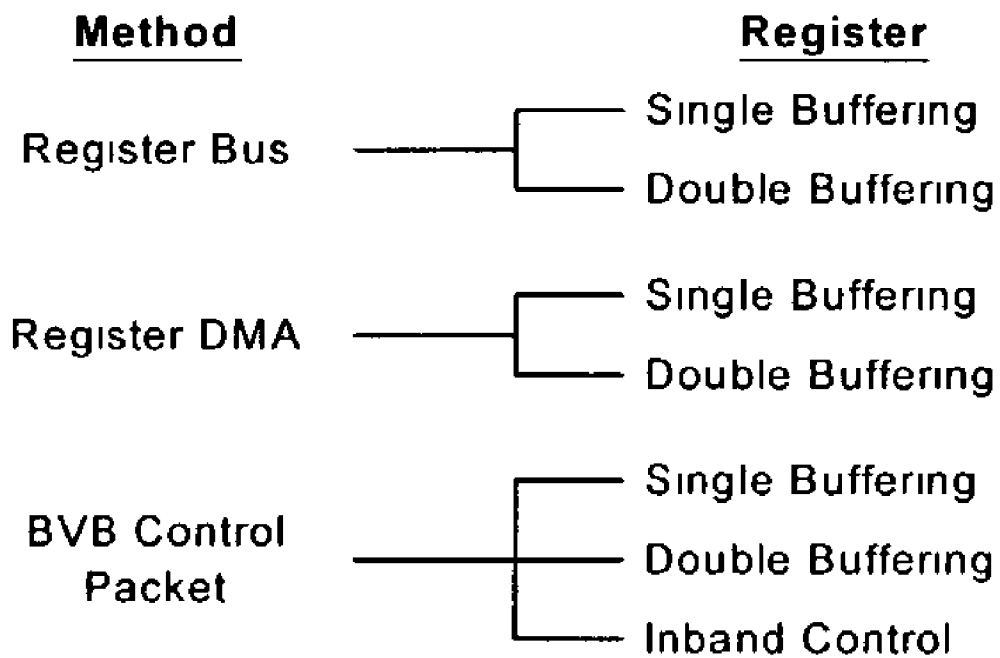 Method Register
Single Buffering
Register Bus
Double Buffering
Single Buffering
Register DMA
Double Buffering
Single Buffering
BVB Control
Packet
Double Buffering
Inband Control